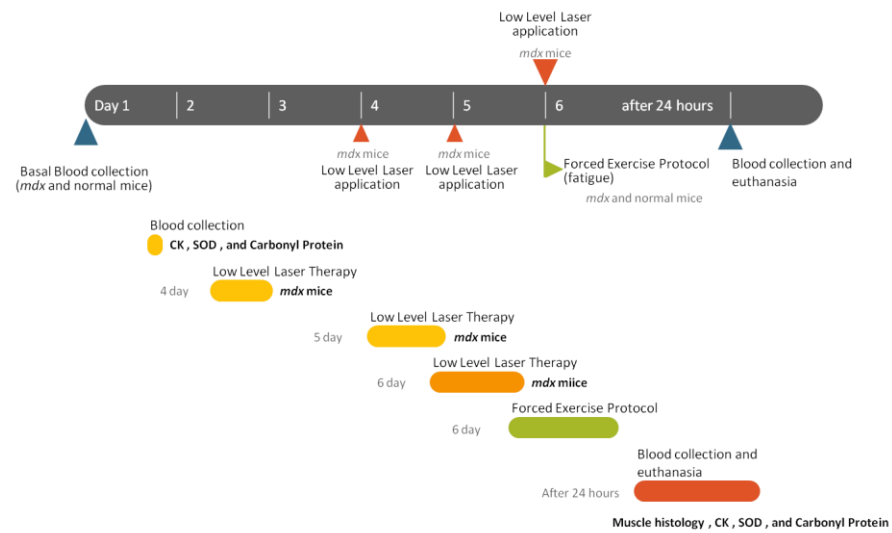 Low Level Laser
application
mdx mice
Day 1
2
3
4
5
6
after 24 hours
Basal Blood collection
(mdx and normal mice)
mdx mice
Low Level Laser
application
mdx mice
Low Level Laser
application
Forced Exercise Protocol
(fatigue)
mdx and normal mice
Blood collection and
euthanasia
Blood collection
CK , SOD , and Carbonyl Protein
Low Level Laser Therapy
4 day
mdx mice
Low Level Laser Therapy
5 day
mdx mice
Low Level Laser Therapy
6 day
mdx miice
Forced Exercise Protocol
6 day
Blood collection and
euthanasia
After 24 hours
Muscle histology , CK , SOD , and Carbonyl Protein